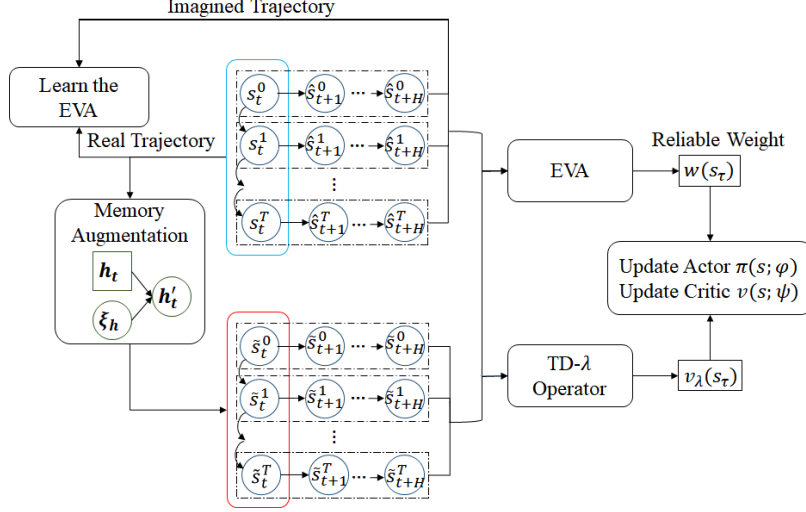 Imagined Trajectory
Learn the
EVA
Real Trajectory
Memory
Augmentation
h_t
h'_t
ξ_h
s_t^0 ŝ_{t+1}^0 ··· ŝ_{t+H}^0
s_t^1 ŝ_{t+1}^1 ··· ŝ_{t+H}^1
⋮
s_t^T ŝ_{t+1}^T ··· ŝ_{t+H}^T
s̃_t^0 s̃_{t+1}^0 ··· s̃_{t+H}^0
s̃_t^1 s̃_{t+1}^1 ··· s̃_{t+H}^1
⋮
s̃_t^T s̃_{t+1}^T ··· s̃_{t+H}^T
EVA
Reliable Weight
w(s_τ)
Update Actor π(s; φ)
Update Critic v(s; ψ)
TD-λ
Operator
v_λ(s_τ)